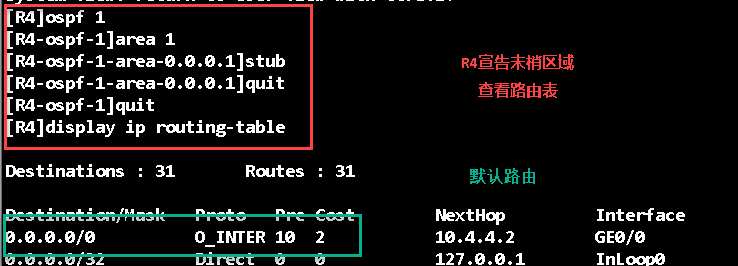 [R4]ospf 1
[R4-ospf-1]area 1
[R4-ospf-1-area-0.0.0.1]stub
[R4-ospf-1-area-0.0.0.1]quit
[R4-ospf-1]quit
[R4]display ip routing-table
R4宣告末梢区域
查看路由表
Destinations : 31 Routes : 31
默认路由
Destination/Mask Proto Pre Cost NextHop Interface
0.0.0.0/0 O_INTER 10 2 10.4.4.2 GE0/0
0.0.0.0/32 Direct 0 0 127.0.0.1 InLoop0